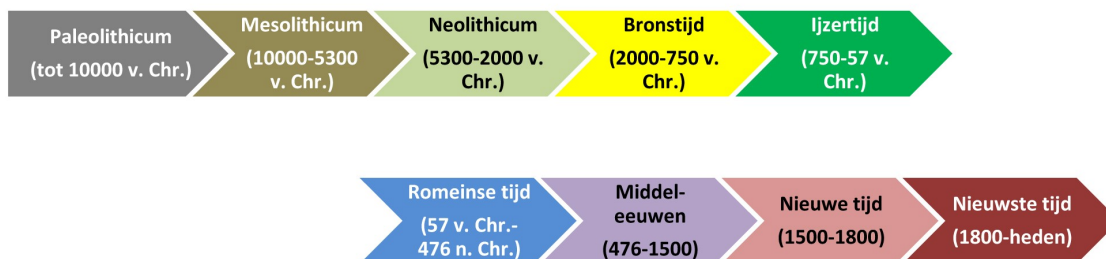 Paleolithicum
(tot 10000 v. Chr.)
Mesolithicum
(10000-5300
v. Chr.)
Neolithicum
(5300-2000 v.
Chr.)
Bronstijd
(2000-750 v.
Chr.)
Ijzertijd
(750-57 v.
Chr.)
Romeinse tijd
(57 v. Chr.-
476 n. Chr.)
Middel-
eeuwen
(476-1500)
Nieuwe tijd
(1500-1800)
Nieuwste tijd
(1800-heden)